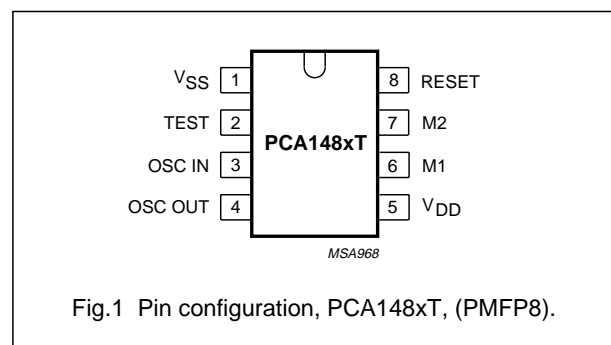 VSS 1 8 RESET
TEST 2 7 M2
PCA148xT
OSC IN 3 6 M1
OSC OUT 4 5 VDD
MSA968
Fig.1 Pin configuration, PCA148xT, (PMFP8).